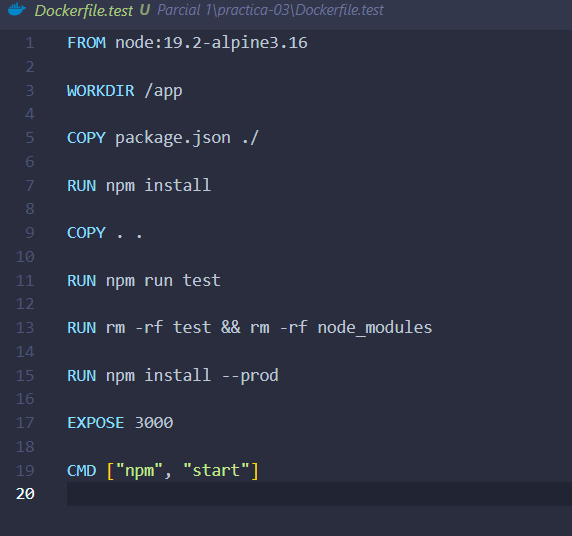 Dockerfile.test U Parcial 1\practica-03\Dockerfile.test
1 FROM node:19.2-alpine3.16
2
3 WORKDIR /app
4
5 COPY package.json ./
6
7 RUN npm install
8
9 COPY . .
10
11 RUN npm run test
12
13 RUN rm -rf test && rm -rf node_modules
14
15 RUN npm install --prod
16
17 EXPOSE 3000
18
19 CMD ["npm", "start"]
20